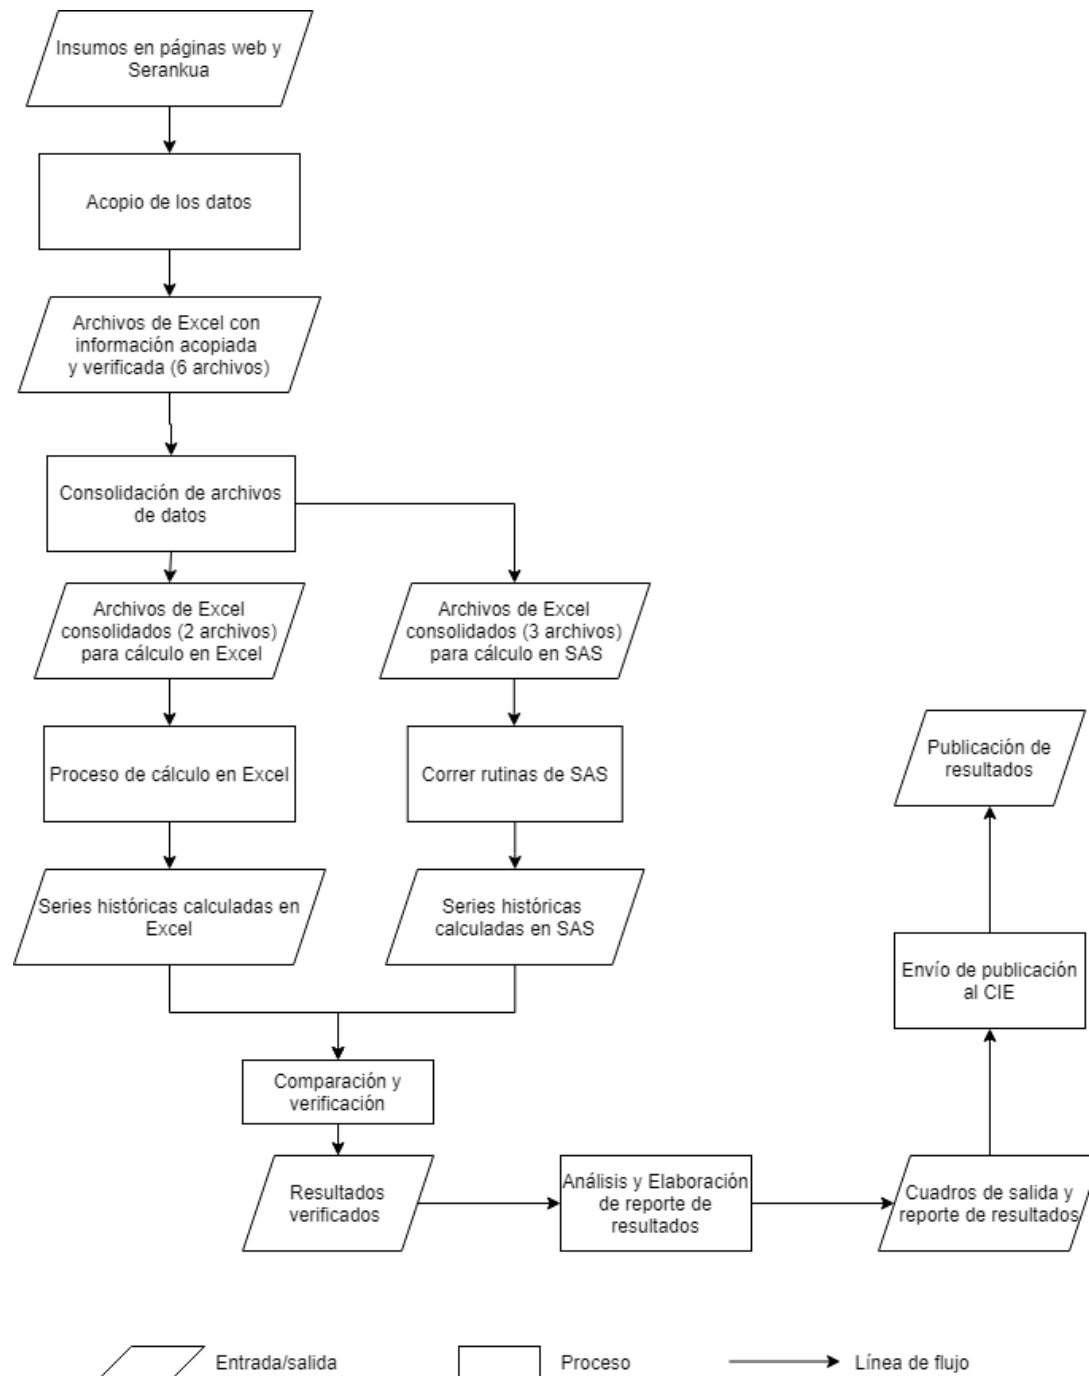 Insumos en páginas web y
Serankua
Acopio de los datos
Archivos de Excel con
información acopiada
y verificada (6 archivos)
Consolidación de archivos
de datos
Archivos de Excel
consolidados (2 archivos)
para cálculo en Excel
Archivos de Excel
consolidados (3 archivos)
para cálculo en SAS
Proceso de cálculo en Excel
Correr rutinas de SAS
Publicación de
resultados
Series históricas calculadas en
Excel
Series históricas
calculadas en SAS
Envío de publicación
al CIE
Comparación y
verificación
Resultados
verificados
Análisis y Elaboración
de reporte de
resultados
Cuadros de salida y
reporte de resultados
Entrada/salida
Proceso
Línea de flujo